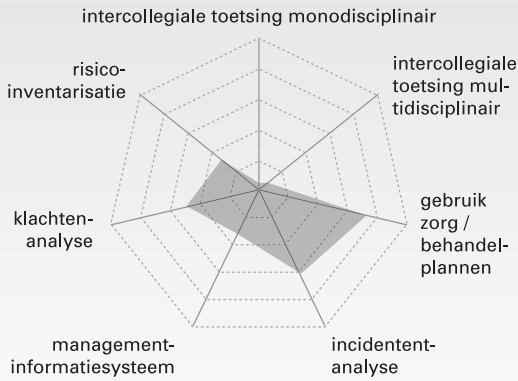 intercollegiale toetsing monodisciplinair
intercollegiale
toetsing mul-
tidisciplinair
risico-
inventarisatie
gebruik
zorg /
behandel-
plannen
klachten-
analyse
management-
informatiesysteem
incidentent-
analyse